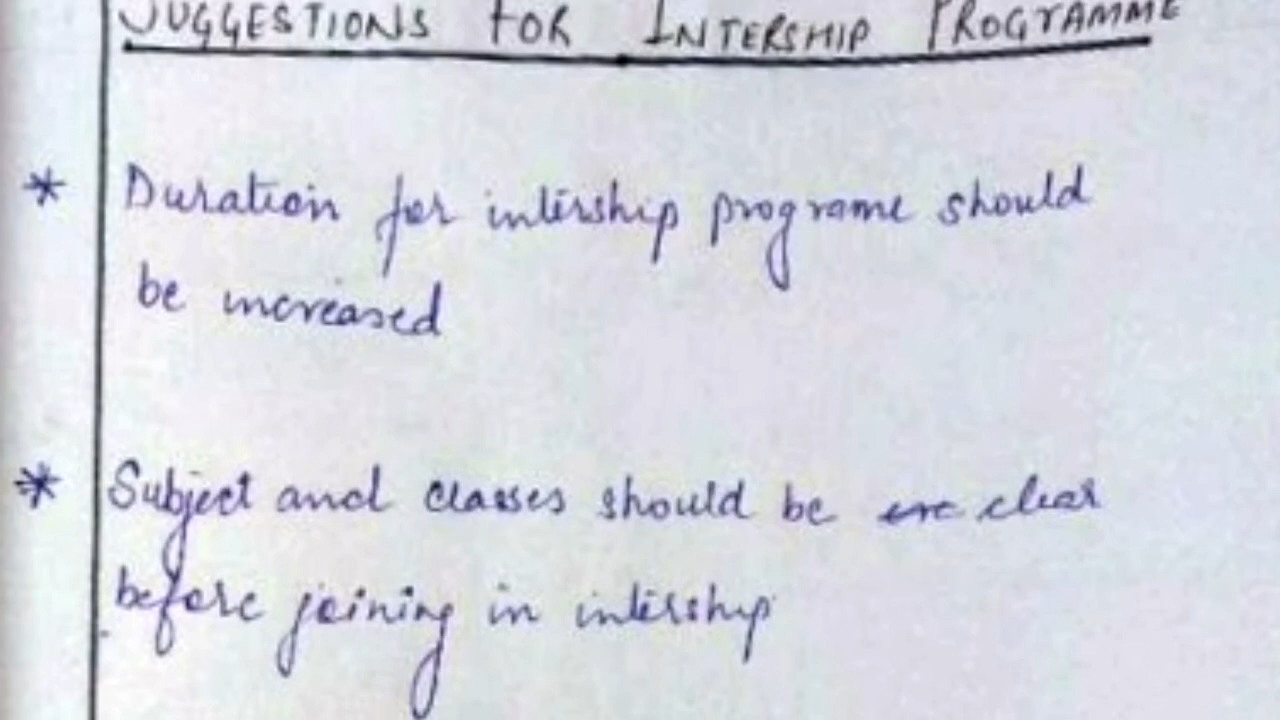 SUGGESTIONS FOR INTERSHIP PROGRAMME
* Duration for intership programe should
be increased
* Subject and classes should be clear
before joining in intership